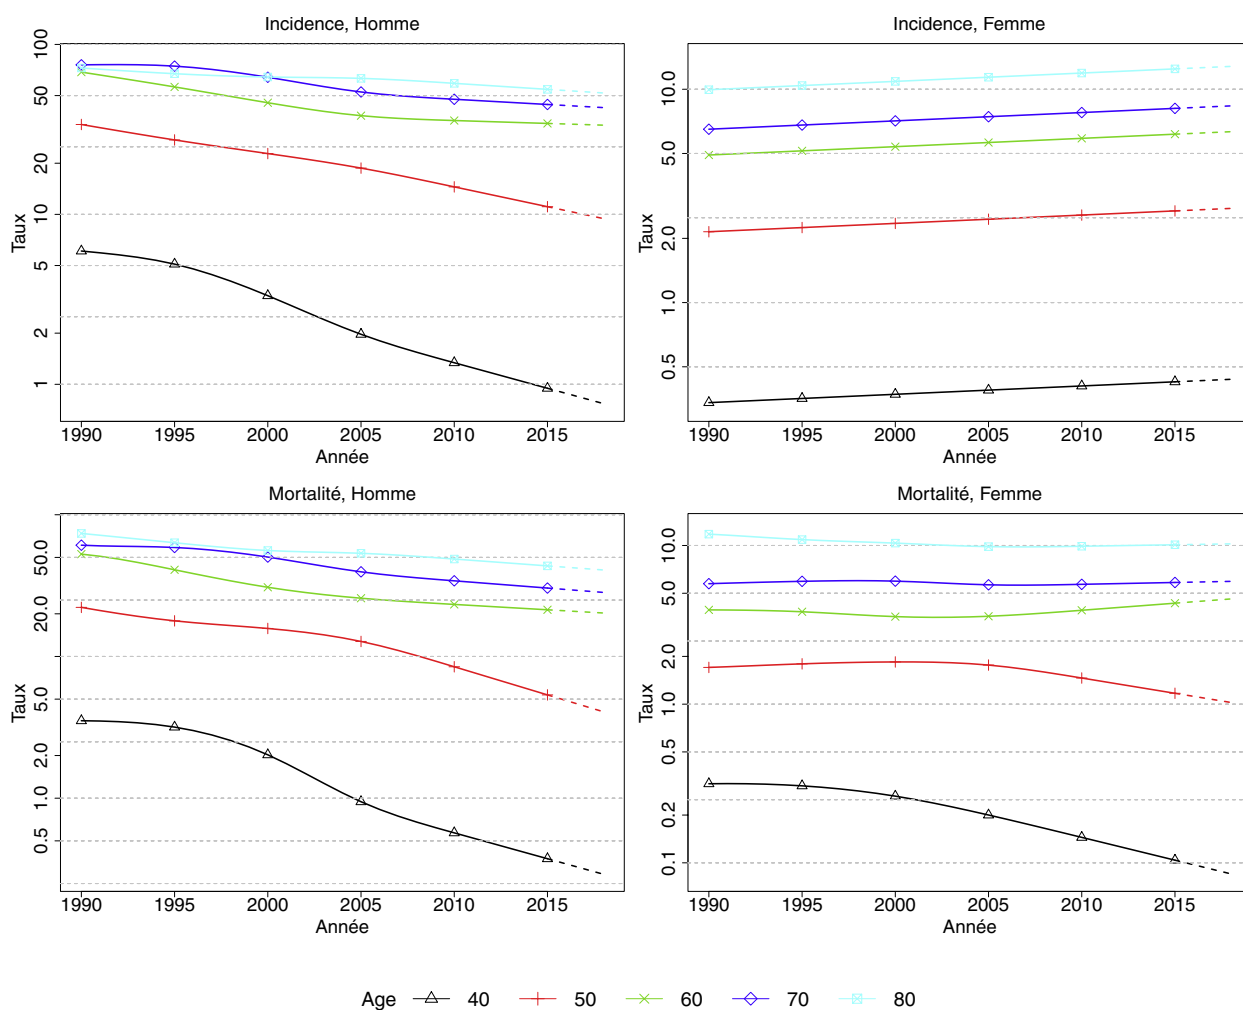 Incidence, Homme
Taux
100
50
20
10
5
2
1
1990 1995 2000 2005 2010 2015
Année
Incidence, Femme
Taux
10.0
5.0
2.0
1.0
0.5
1990 1995 2000 2005 2010 2015
Année
Mortalité, Homme
Taux
50.0
20.0
5.0
2.0
1.0
0.5
1990 1995 2000 2005 2010 2015
Année
Mortalité, Femme
Taux
10.0
5.0
2.0
1.0
0.5
0.2
0.1
1990 1995 2000 2005 2010 2015
Année
Age 40 50 60 70 80